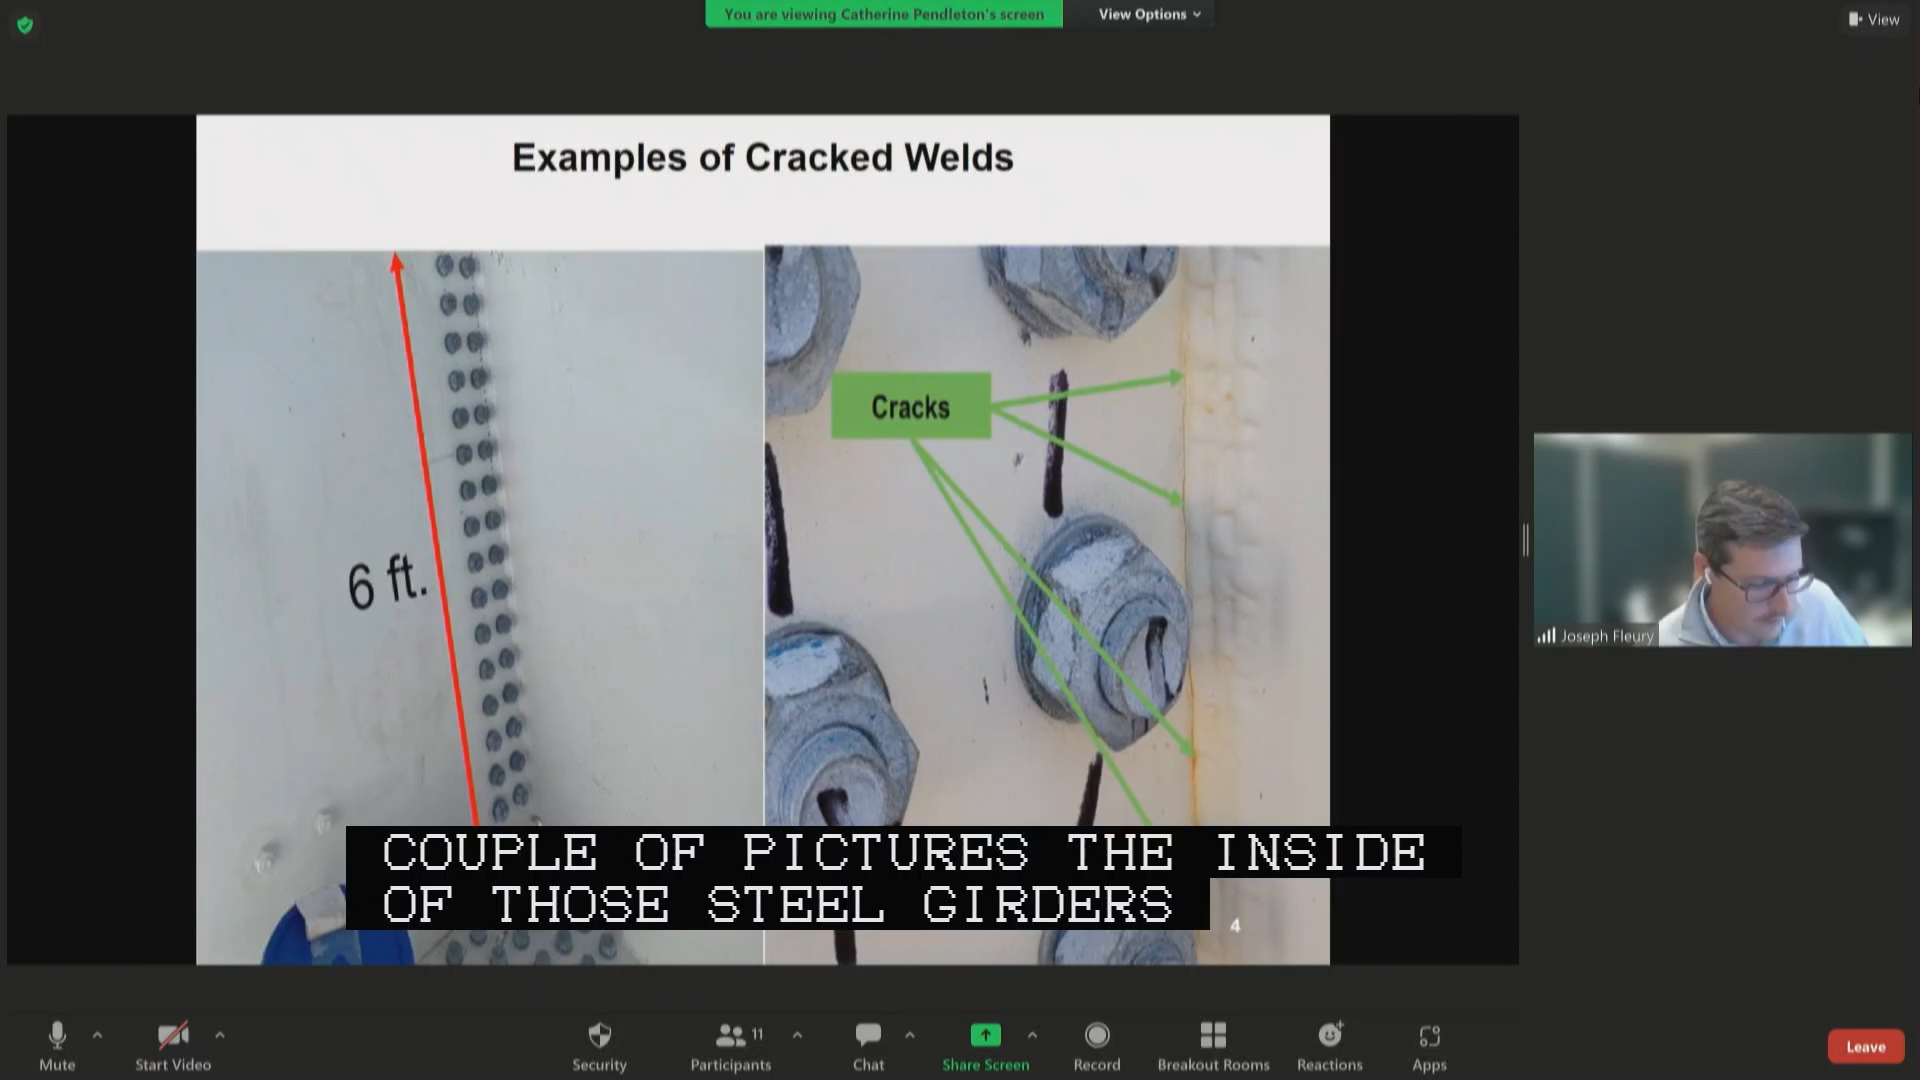 You are viewing Catherine Pendleton's screen
View Options
View
Examples of Cracked Welds
6 ft.
Cracks
Joseph Fleury
COUPLE OF PICTURES THE INSIDE
OF THOSE STEEL GIRDERS
4
Mute
Start Video
Security
11
Participants
Chat
Share Screen
Record
Breakout Rooms
Reactions
Apps
Leave